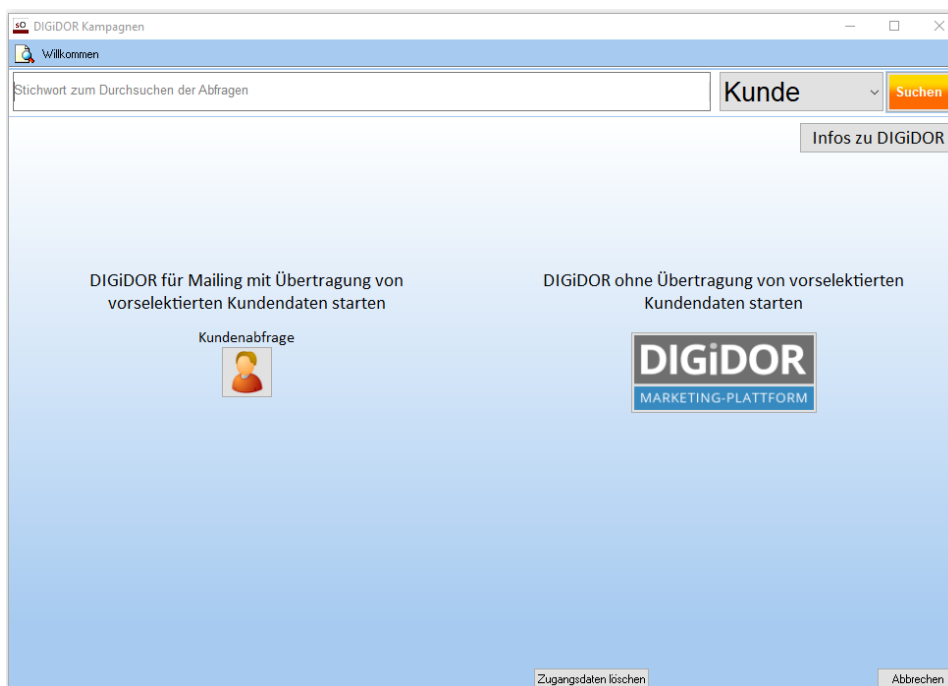 sO DIGiDOR Kampagnen
Willkommen
Stichwort zum Durchsuchen der Abfragen
Kunde
Suchen
Infos zu DIGiDOR
DIGiDOR für Mailing mit Übertragung von
vorselektierten Kundendaten starten
Kundenabfrage
DIGiDOR ohne Übertragung von vorselektierten
Kundendaten starten
DIGiDOR
MARKETING-PLATTFORM
Zugangsdaten löschen
Abbrechen